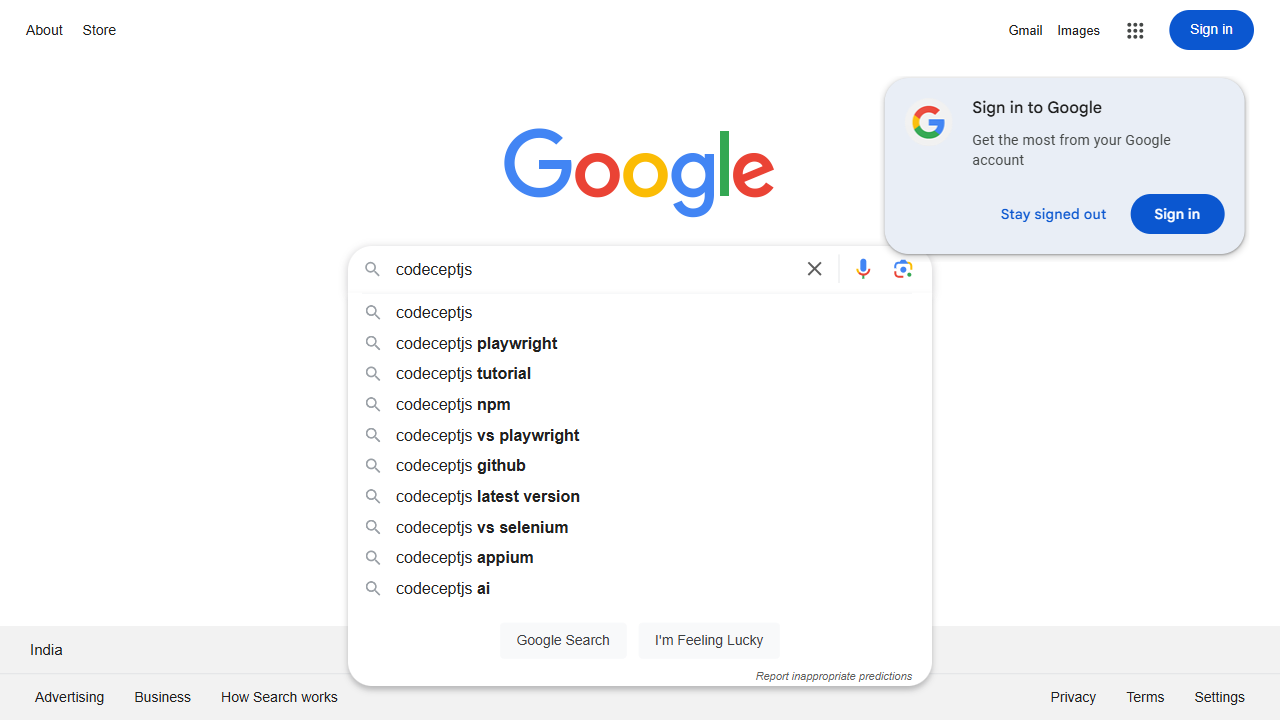 About Store
Gmail Images
Sign in
Sign in to Google
Get the most from your Google
account
Stay signed out
Sign in
Google
codeceptjs
codeceptjs
codeceptjs playwright
codeceptjs tutorial
codeceptjs npm
codeceptjs vs playwright
codeceptjs github
codeceptjs latest version
codeceptjs vs selenium
codeceptjs appium
codeceptjs ai
Google Search
I'm Feeling Lucky
Report inappropriate predictions
India
Advertising Business How Search works
Privacy Terms Settings